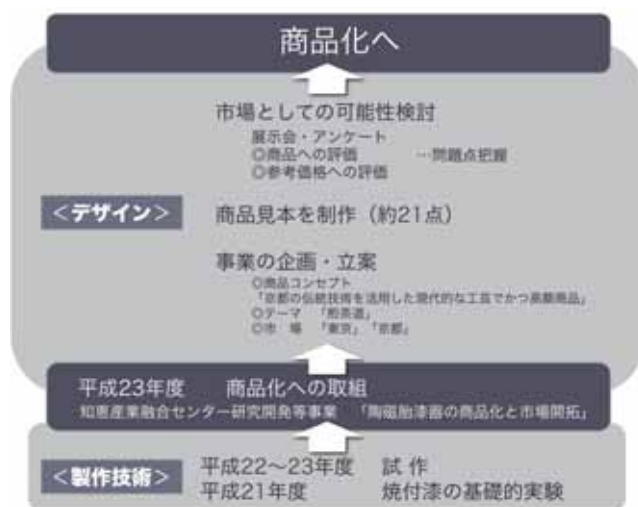 商品化へ
市場としての可能性検討
展示会・アンケート
◎商品への評価 …問題点把握
◎参考価格への評価
＜デザイン＞ 商品見本を制作（約21点）
事業の企画・立案
◎商品コンセプト
「京都の伝統技術を活用した現代的な工芸でかつ高額商品」
◎テーマ 「煎茶道」
◎市 場 「東京」「京都」
平成23年度 商品化への取組
知恵産業融合センター研究開発等事業 「陶磁胎漆器の商品化と市場開拓」
＜製作技術＞ 平成22～23年度 試 作
平成21年度 焼付漆の基礎的実験